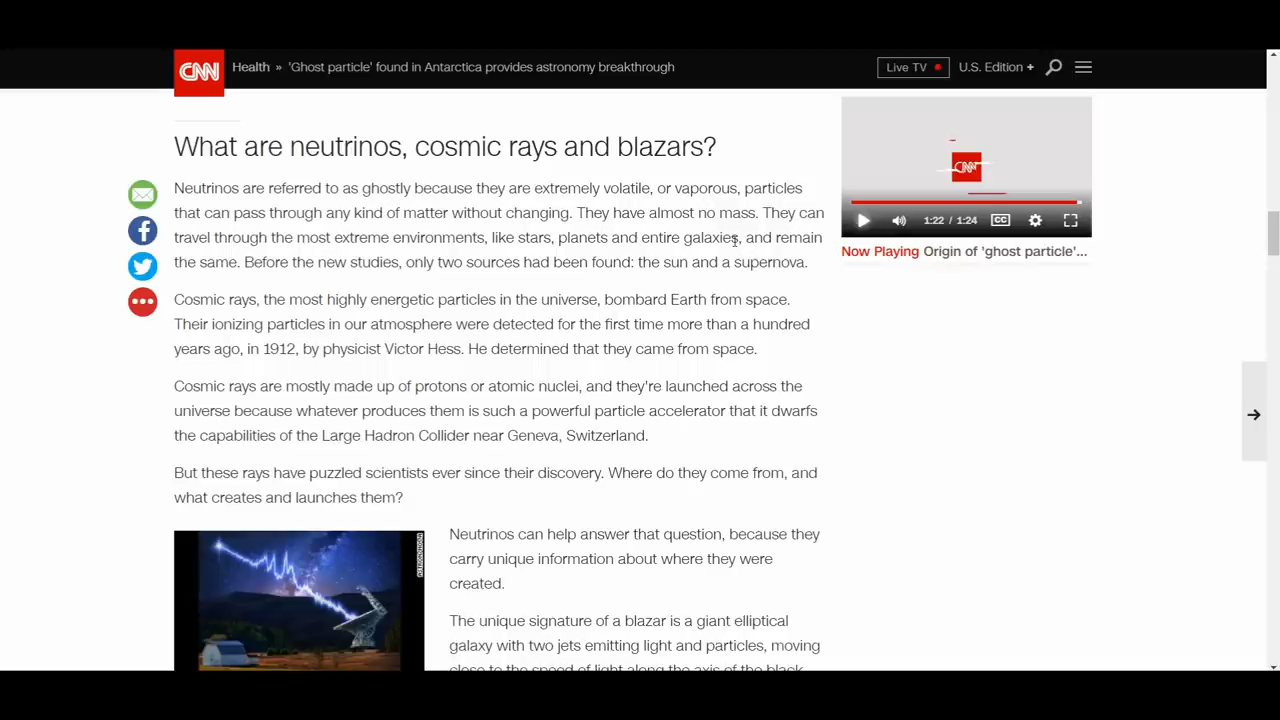 CNN
Health » 'Ghost particle' found in Antarctica provides astronomy breakthrough
Live TV
U.S. Edition +
What are neutrinos, cosmic rays and blazars?
Neutrinos are referred to as ghostly because they are extremely volatile, or vaporous, particles
that can pass through any kind of matter without changing. They have almost no mass. They can
travel through the most extreme environments, like stars, planets and entire galaxies, and remain
the same. Before the new studies, only two sources had been found: the sun and a supernova.
Cosmic rays, the most highly energetic particles in the universe, bombard Earth from space.
Their ionizing particles in our atmosphere were detected for the first time more than a hundred
years ago, in 1912, by physicist Victor Hess. He determined that they came from space.
Cosmic rays are mostly made up of protons or atomic nuclei, and they're launched across the
universe because whatever produces them is such a powerful particle accelerator that it dwarfs
the capabilities of the Large Hadron Collider near Geneva, Switzerland.
But these rays have puzzled scientists ever since their discovery. Where do they come from, and
what creates and launches them?
Neutrinos can help answer that question, because they
carry unique information about where they were
created.
The unique signature of a blazar is a giant elliptical
galaxy with two jets emitting light and particles, moving
close to the speed of light along the axis of the black
CNN
1:22 / 1:24
CC
Now Playing Origin of 'ghost particle'...